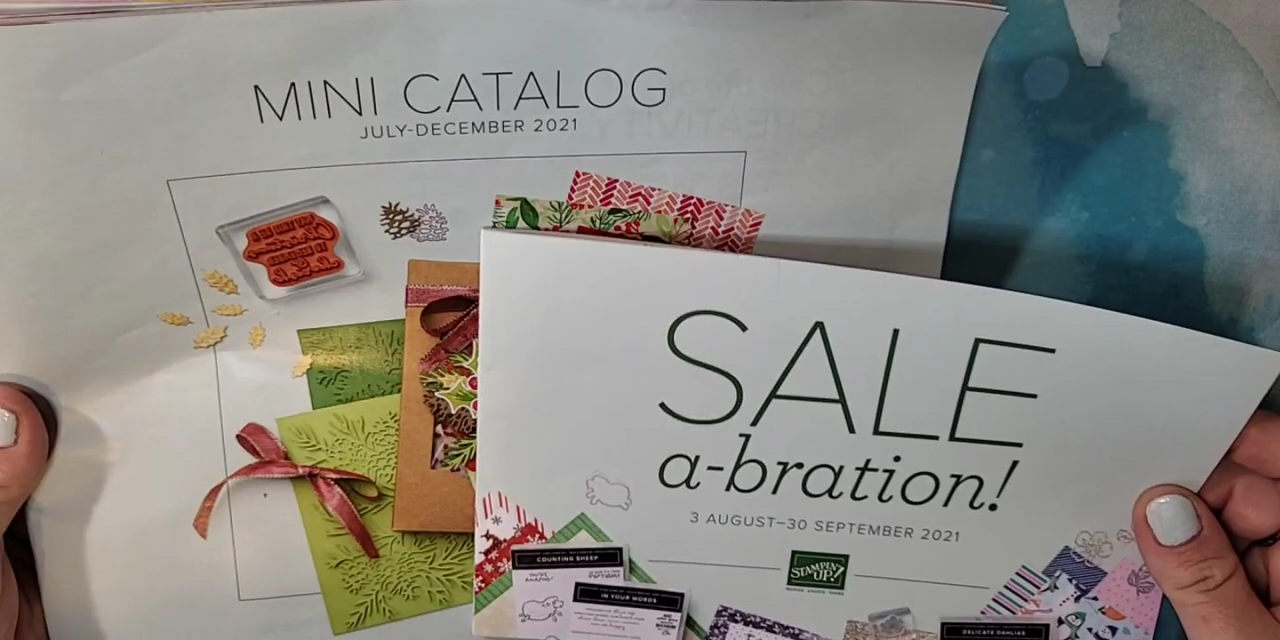 MINI CATALOG
JULY-DECEMBER 2021
SALE
a-bration!
3 AUGUST–30 SEPTEMBER 2021
STAMPIN' UP!
COUNTING SHEEP
IN YOUR WORDS
DELICATE DAHLIAS